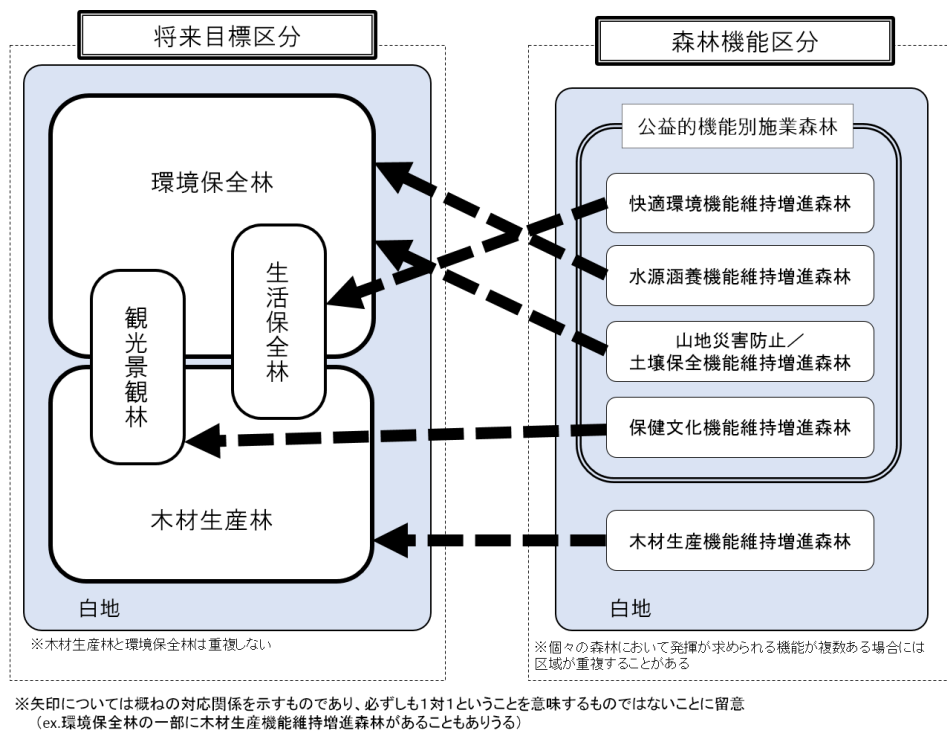 将来目標区分
環境保全林
生活保全林
観光景観林
木材生産林
白地
※木材生産林と環境保全林は重複しない
森林機能区分
公益的機能別施業森林
快適環境機能維持増進森林
水源涵養機能維持増進森林
山地災害防止／
土壌保全機能維持増進森林
保健文化機能維持増進森林
木材生産機能維持増進森林
白地
※個々の森林において発揮が求められる機能が複数ある場合には
区域が重複することがある
※矢印については概ねの対応関係を示すものであり、必ずしも１対１ということを意味するものではないことに留意
（ex.環境保全林の一部に木材生産機能維持増進森林があることもありうる）